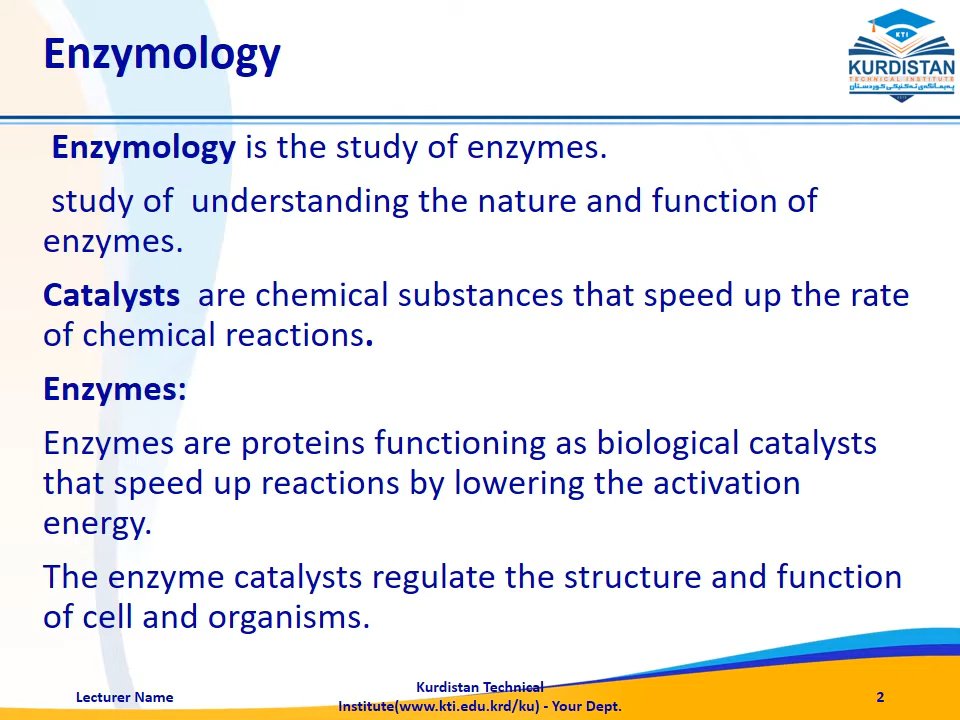 Enzymology
KTI
KURDISTAN
TECHNICAL INSTITUTE
پەیمانگەی تەکنیکی کوردستان
Enzymology is the study of enzymes.
study of understanding the nature and function of
enzymes.
Catalysts are chemical substances that speed up the rate
of chemical reactions.
Enzymes:
Enzymes are proteins functioning as biological catalysts
that speed up reactions by lowering the activation
energy.
The enzyme catalysts regulate the structure and function
of cell and organisms.
Lecturer Name
Kurdistan Technical
Institute(www.kti.edu.krd/ku) - Your Dept.
2